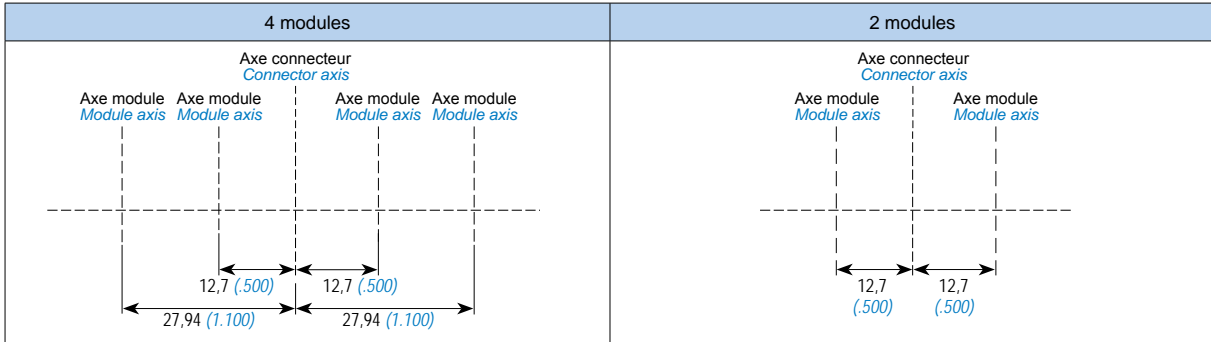 4 modules
2 modules
Axe connecteur
Connector axis
Axe module Axe module Axe module Axe module
Module axis Module axis Module axis Module axis
12,7 (.500) 12,7 (.500)
27,94 (1.100) 27,94 (1.100)
Axe connecteur
Connector axis
Axe module Axe module
Module axis Module axis
12,7 12,7
(.500) (.500)